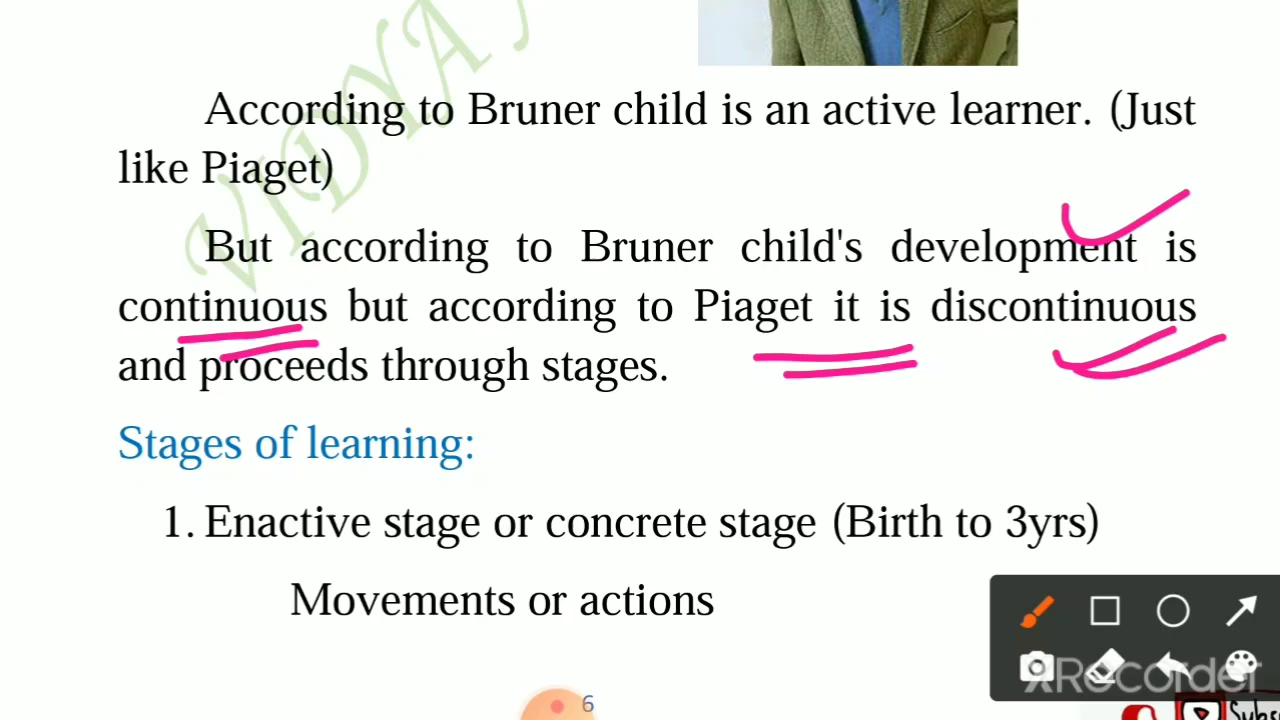 VIDYA
According to Bruner child is an active learner. (Just
like Piaget)
But according to Bruner child's development is
continuous but according to Piaget it is discontinuous
and proceeds through stages.
Stages of learning:
1. Enactive stage or concrete stage (Birth to 3yrs)
Movements or actions
XRecorder
6